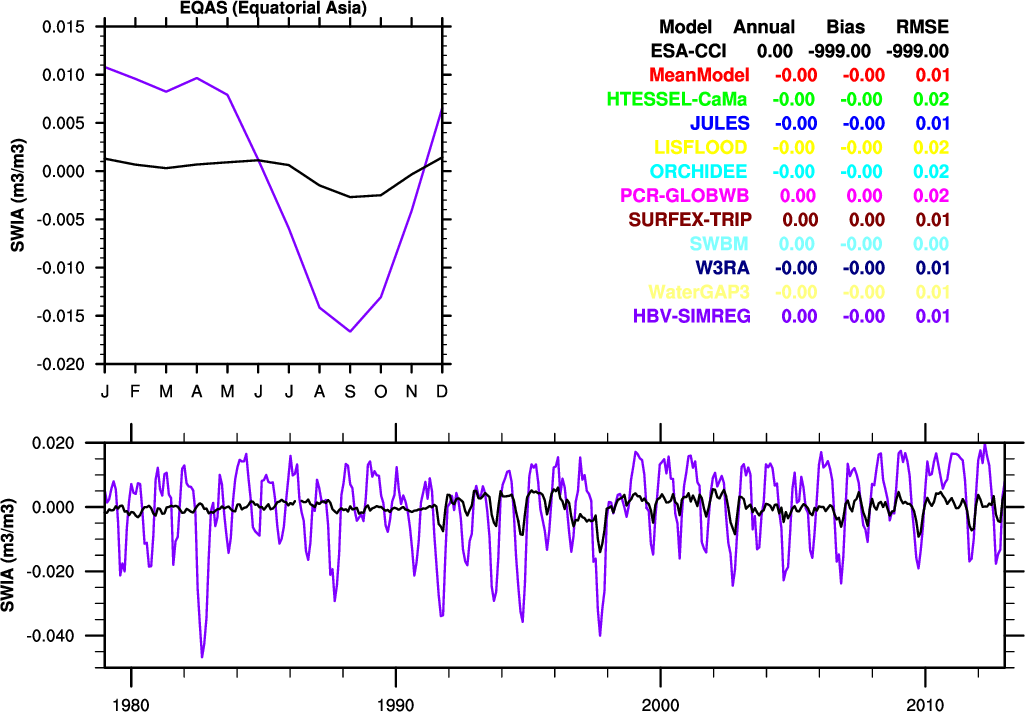 EQAS (Equatorial Asia)
0.015
0.010
0.005
0.000
-0.005
-0.010
-0.015
-0.020
SWIA (m3/m3)
J F M A M J J A S O N D
Model Annual Bias RMSE
ESA-CCI 0.00 -999.00 -999.00
MeanModel -0.00 -0.00 0.01
HTESSEL-CaMa -0.00 -0.00 0.02
JULES -0.00 -0.00 0.01
LISFLOOD -0.00 -0.00 0.02
ORCHIDEE -0.00 -0.00 0.02
PCR-GLOBWB 0.00 0.00 0.02
SURFEX-TRIP 0.00 0.00 0.01
SWBM 0.00 -0.00 0.00
W3RA -0.00 -0.00 0.01
WaterGAP3 -0.00 -0.00 0.01
HBV-SIMREG 0.00 -0.00 0.01
0.020
0.000
-0.020
-0.040
SWIA (m3/m3)
1980 1990 2000 2010